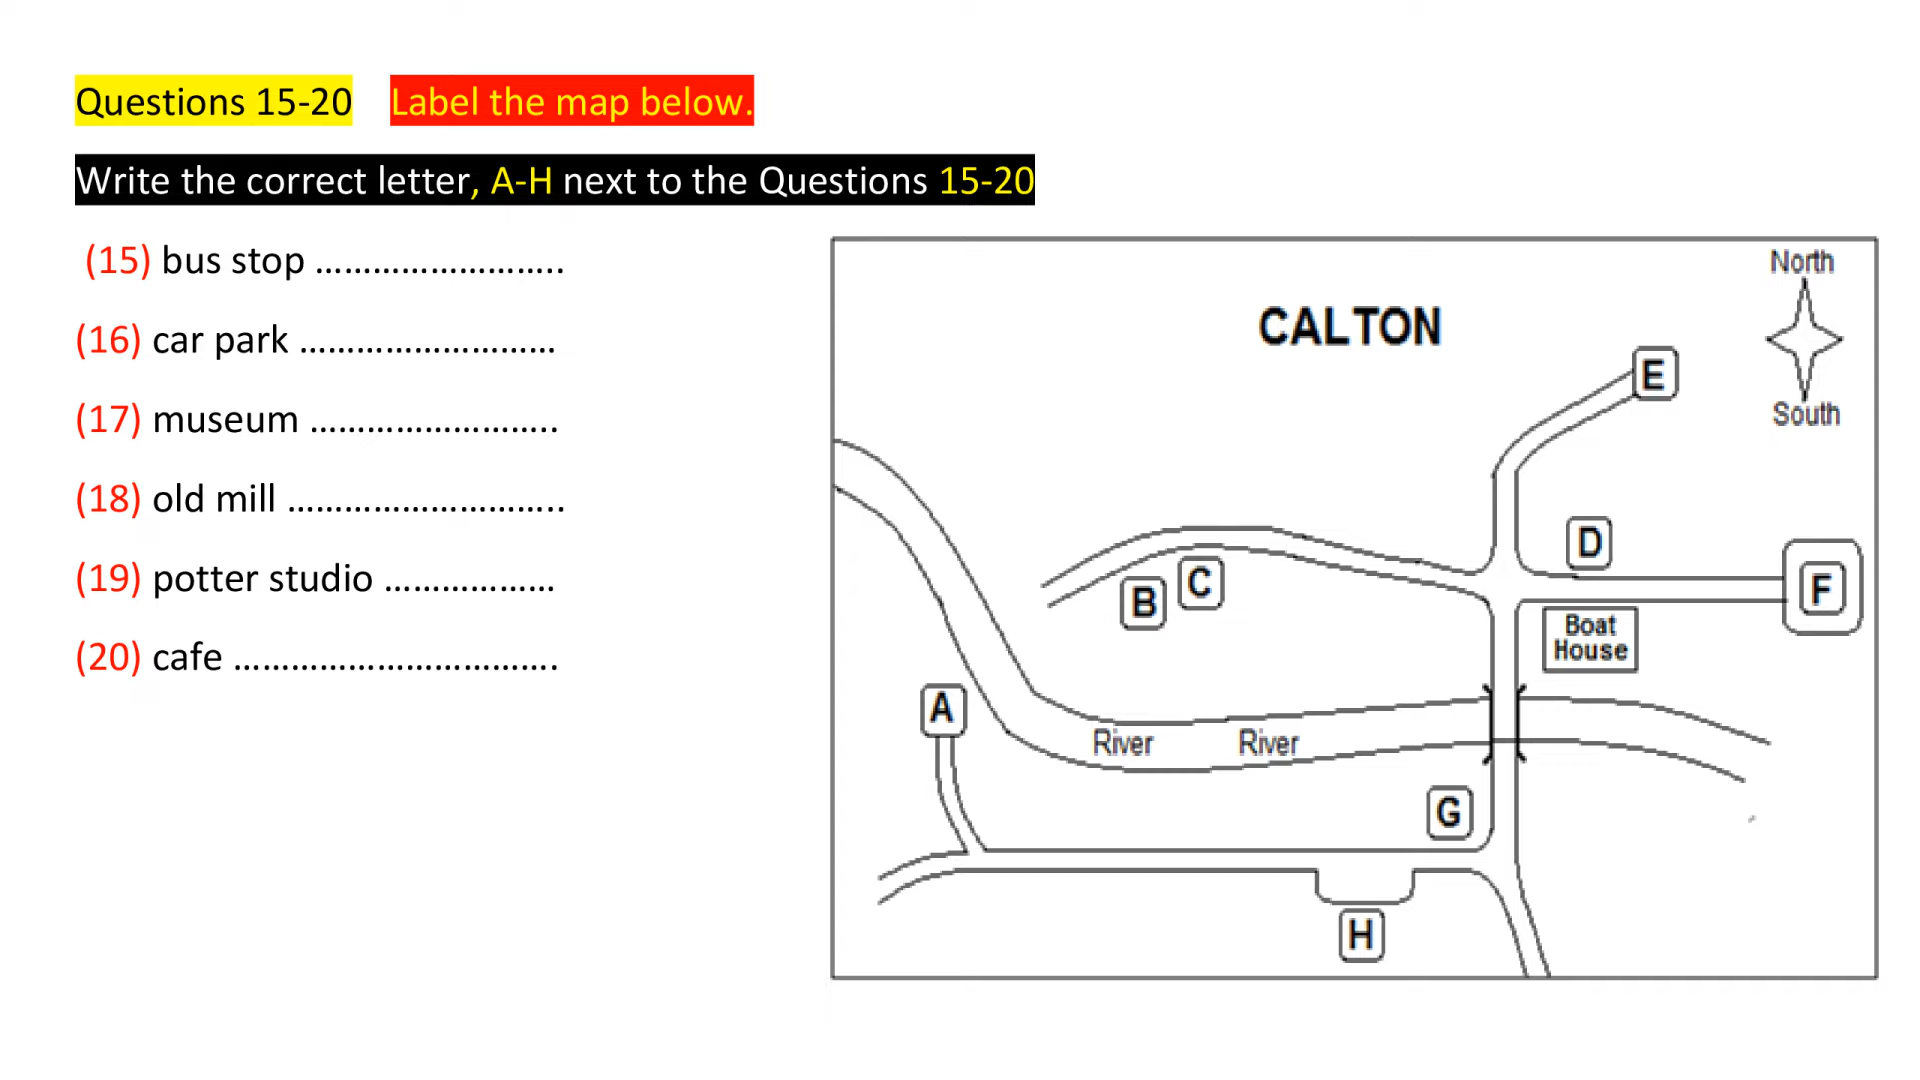 Questions 15-20 Label the map below.
Write the correct letter, A-H next to the Questions 15-20
(15) bus stop ……………………..
(16) car park ………………………
(17) museum ……………………..
(18) old mill ………………………..
(19) potter studio ………………
(20) cafe …………………………….
North
CALTON
E
South
D
F
B
C
Boat
House
A
River River
G
H